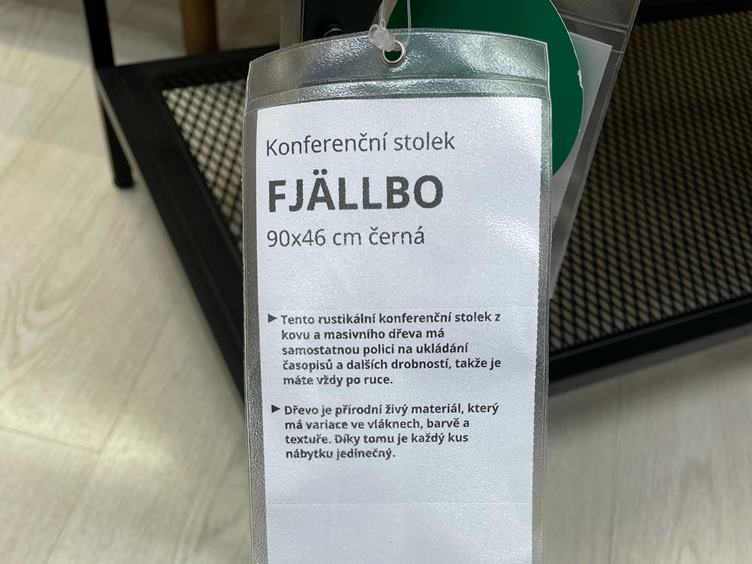 Konferenční stolek
FJÄLLBO
90x46 cm černá
► Tento rustikální konferenční stolek z
kovu a masivního dřeva má
samostatnou polici na ukládání
časopisů a dalších drobností, takže je
máte vždy po ruce.
► Dřevo je přírodní živý materiál, který
má variace ve vláknech, barvě a
textuře. Díky tomu je každý kus
nábytku jedinečný.